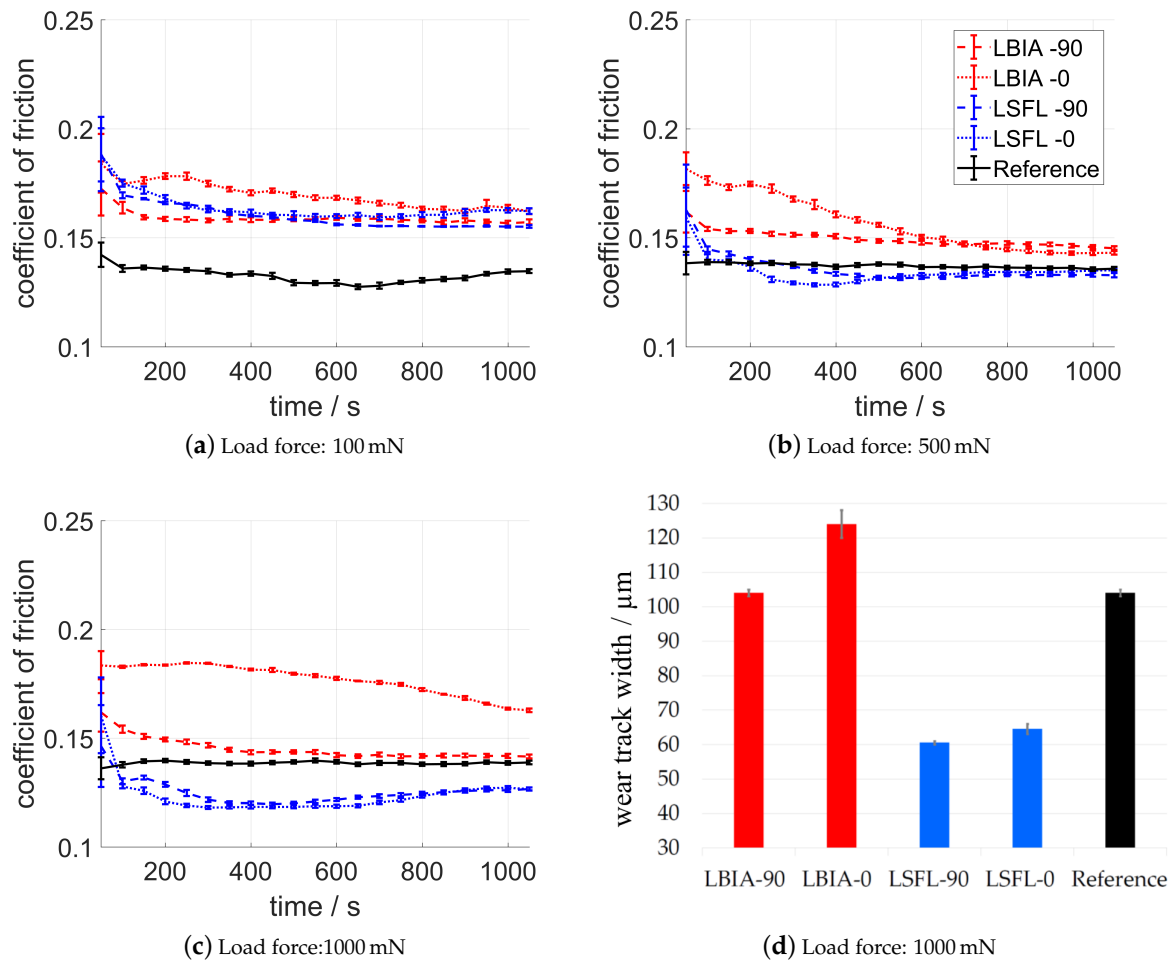 0.25
0.2
0.15
0.1
coefficient of friction
200 400 600 800 1000
time / s
(a) Load force: 100 mN
0.25
0.2
0.15
0.1
coefficient of friction
LBIA -90
LBIA -0
LSFL -90
LSFL -0
Reference
200 400 600 800 1000
time / s
(b) Load force: 500 mN
0.25
0.2
0.15
0.1
coefficient of friction
200 400 600 800 1000
time / s
(c) Load force:1000 mN
130
120
110
100
90
80
70
60
50
40
30
wear track width / µm
LBIA-90 LBIA-0 LSFL-90 LSFL-0 Reference
(d) Load force: 1000 mN